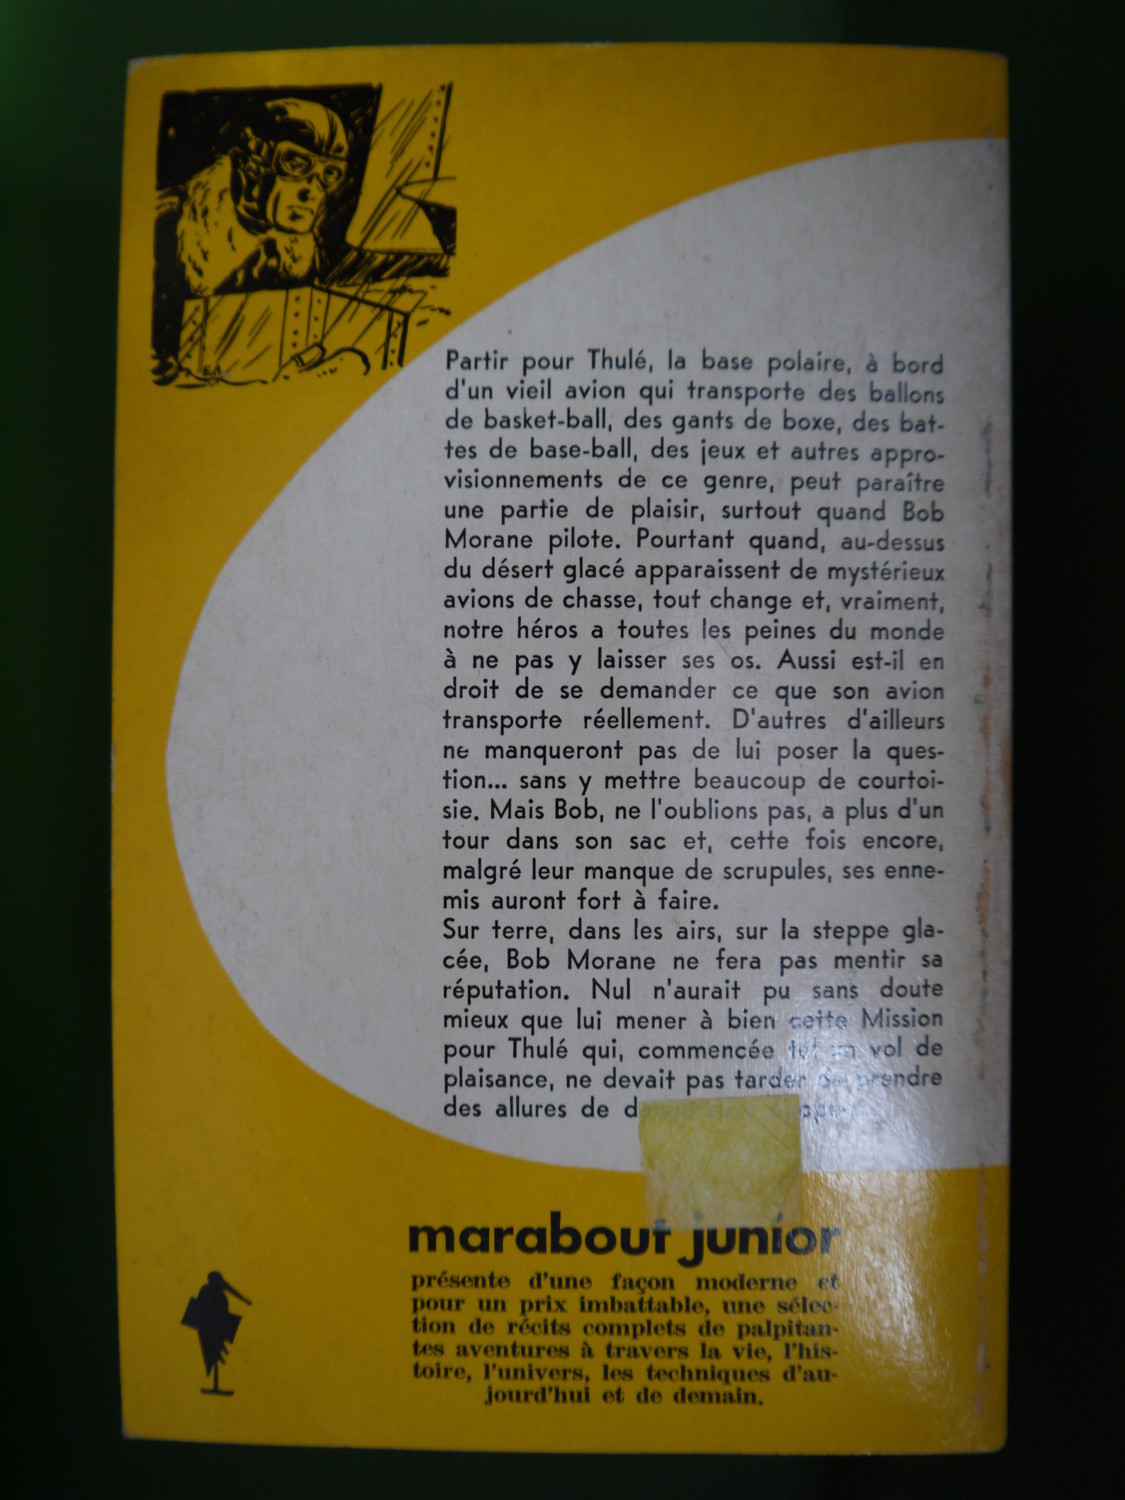 Partir pour Thulé, la base polaire, à bord
d'un vieil avion qui transporte des ballons
de basket-ball, des gants de boxe, des bat-
tes de base-ball, des jeux et autres appro-
visionnements de ce genre, peut paraître
une partie de plaisir, surtout quand Bob
Morane pilote. Pourtant quand, au-dessus
du désert glacé apparaissent de mystérieux
avions de chasse, tout change et, vraiment,
notre héros a toutes les peines du monde
à ne pas y laisser ses os. Aussi est-il en
droit de se demander ce que son avion
transporte réellement. D'autres d'ailleurs
ne manqueront pas de lui poser la ques-
tion... sans y mettre beaucoup de courtoi-
sie. Mais Bob, ne l'oublions pas, a plus d'un
tour dans son sac et, cette fois encore,
malgré leur manque de scrupules, ses enne-
mis auront fort à faire.
Sur terre, dans les airs, sur la steppe gla-
cée, Bob Morane ne fera pas mentir sa
réputation. Nul n'aurait pu sans doute
mieux que lui mener à bien cette Mission
pour Thulé qui, commencée tel un vol de
plaisance, ne devait pas tarder de prendre
des allures de
marabout junior
présente d'une façon moderne et
pour un prix imbattable, une sélec-
tion de récits complets de palpitan-
tes aventures à travers la vie, l'his-
toire, l'univers, les techniques d'au-
jourd'hui et de demain.